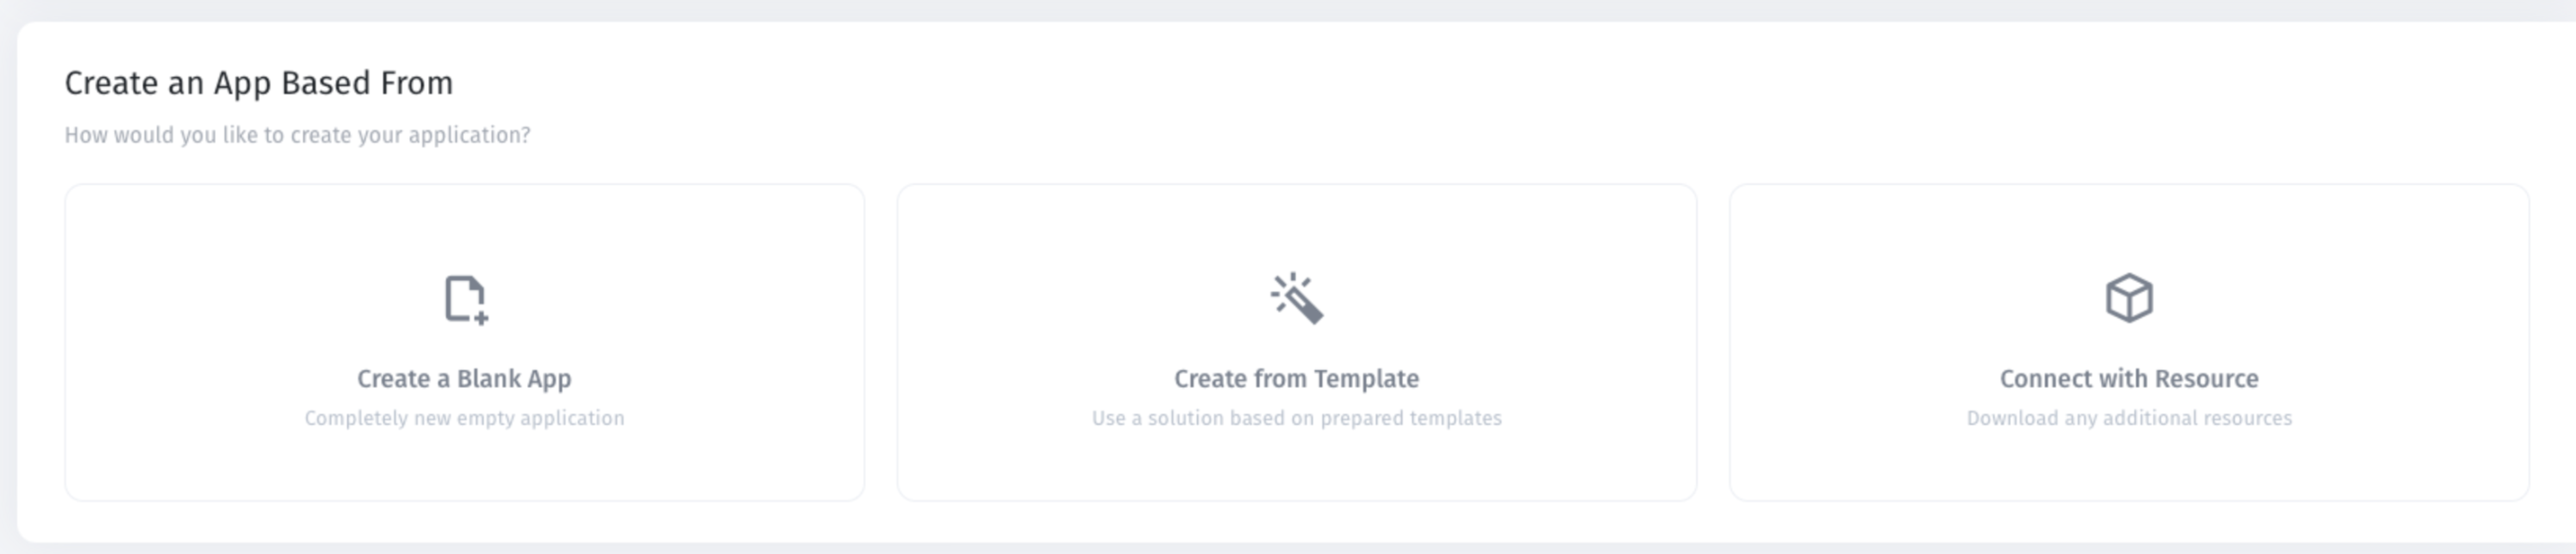 Create an App Based From
How would you like to create your application?
Create a Blank App
Completely new empty application
Create from Template
Use a solution based on prepared templates
Connect with Resource
Download any additional resources